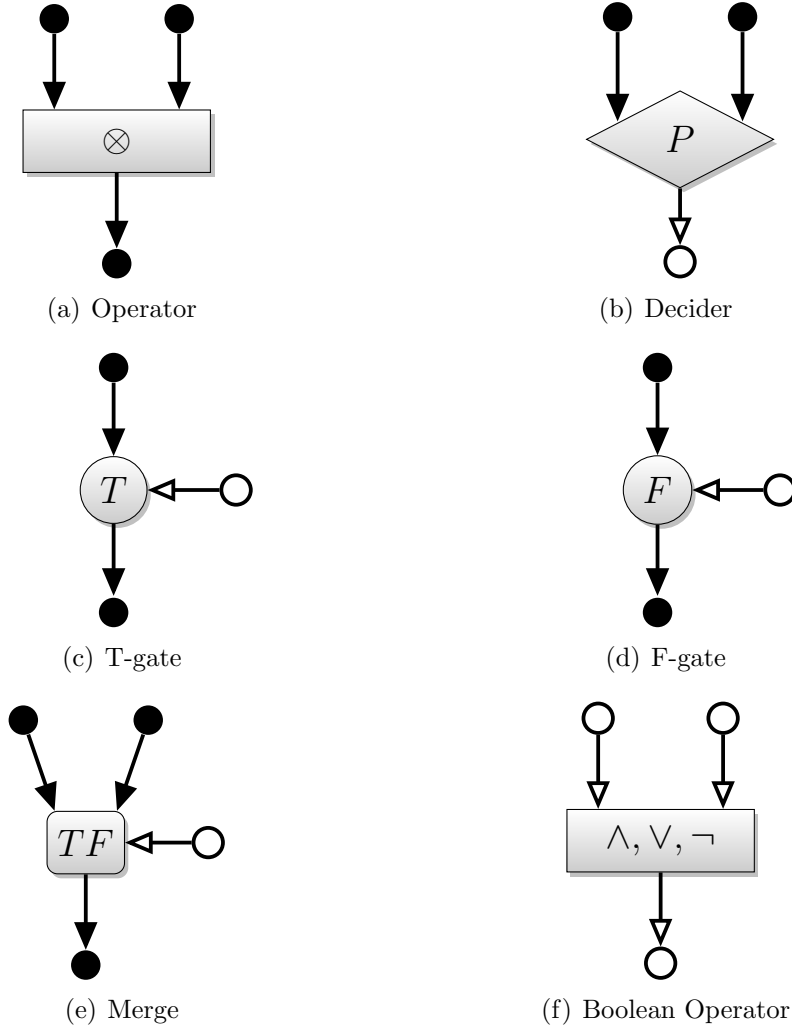 ⊗
P
(a) Operator
(b) Decider
T
F
(c) T-gate
(d) F-gate
TF
∧, ∨, ¬
(e) Merge
(f) Boolean Operator